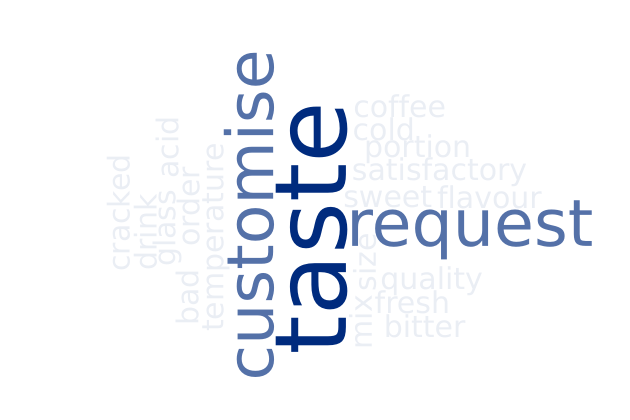 cracked
drink
glass acid
bad order
temperature
customise
taste
coffee
cold
portion
satisfactory
sweet flavour
request
mix size
quality
fresh
bitter